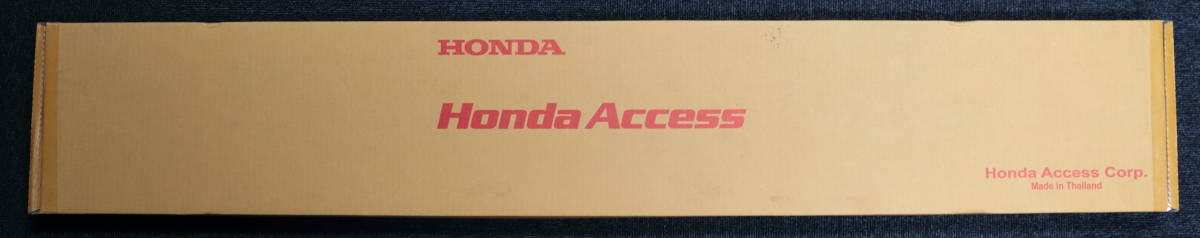 HONDA
Honda Access
Honda Access Corp.
Made in Thailand